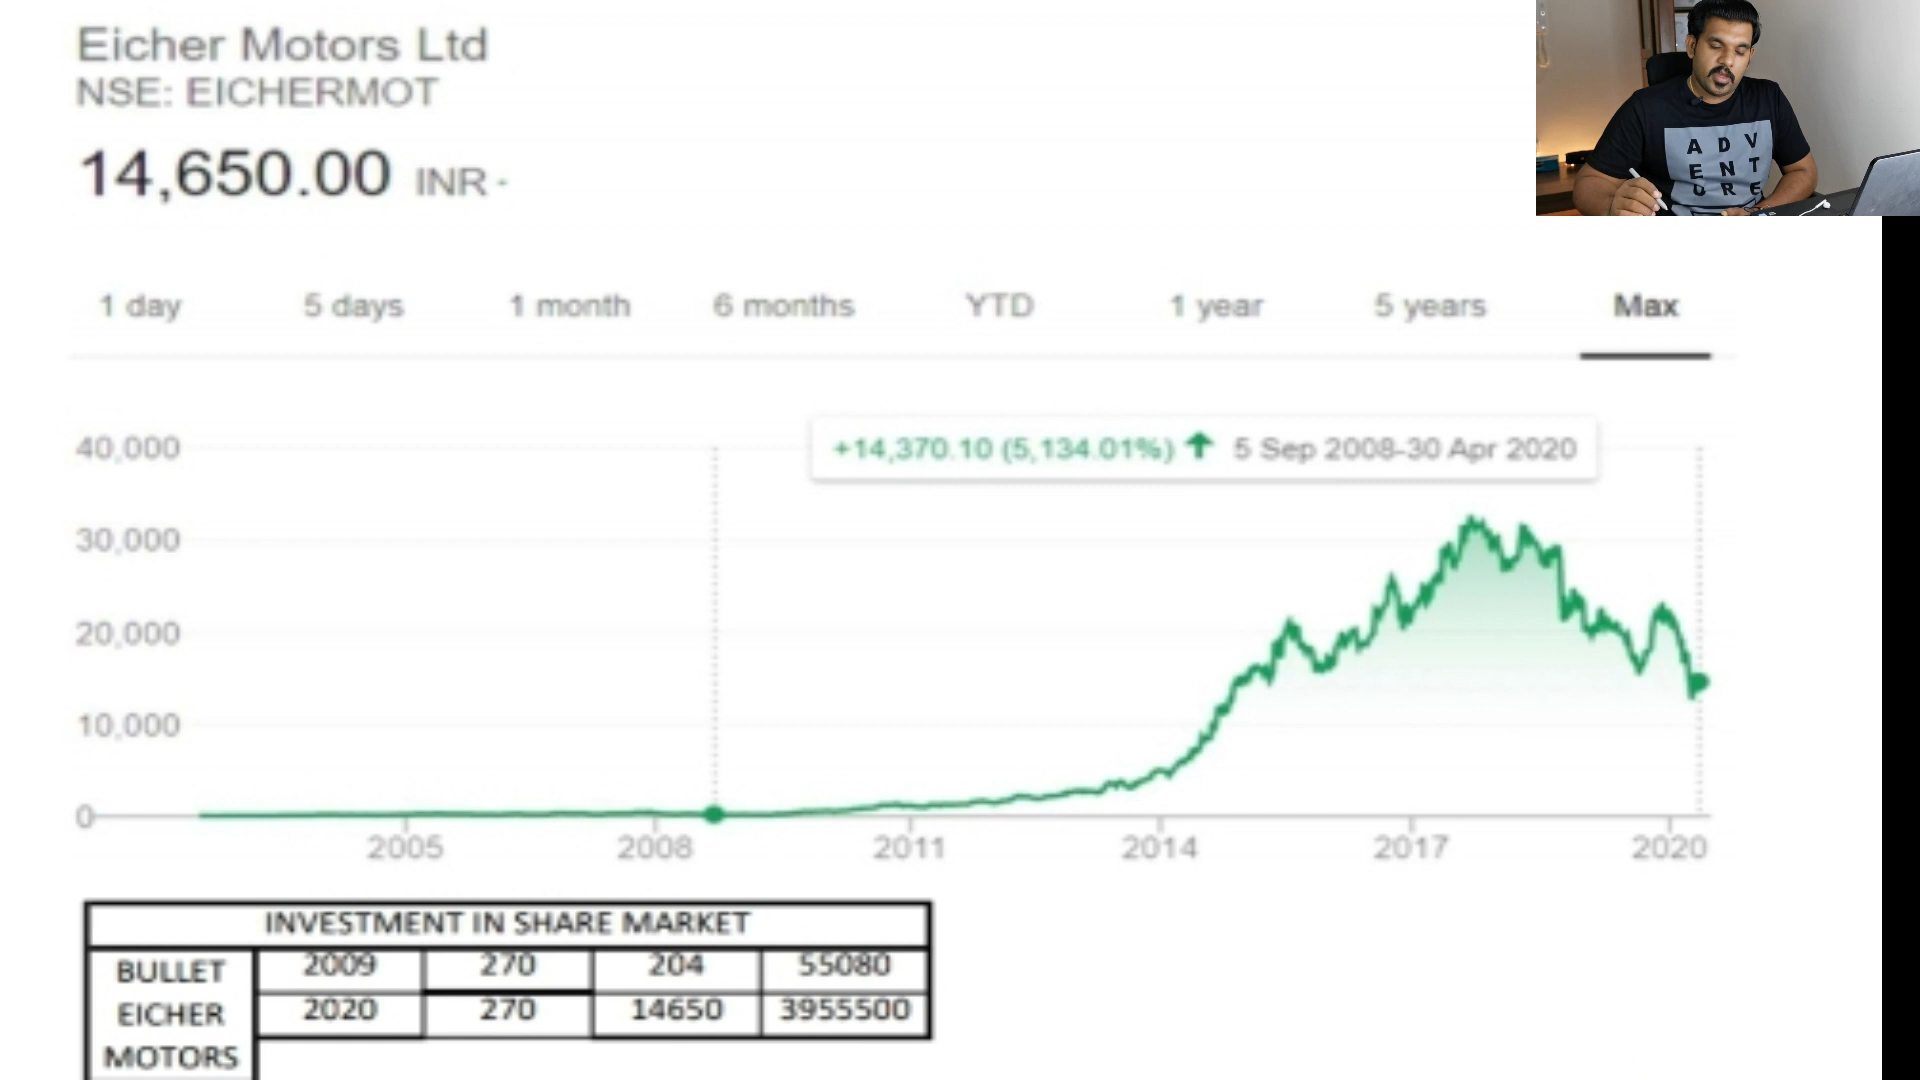 Eicher Motors Ltd
NSE: EICHERMOT
14,650.00 INR -
1 day 5 days 1 month 6 months YTD 1 year 5 years Max
+14,370.10 (5,134.01%) ↑ 5 Sep 2008-30 Apr 2020
40,000
30,000
20,000
10,000
0
2005 2008 2011 2014 2017 2020
INVESTMENT IN SHARE MARKET
BULLET EICHER MOTORS
2009 270 204 55080
2020 270 14650 3955500
A D V
E N T
U R E